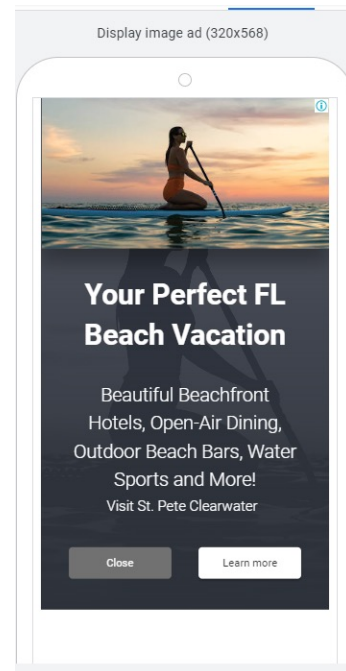 Display image ad (320x568)
Your Perfect FL
Beach Vacation
Beautiful Beachfront
Hotels, Open-Air Dining,
Outdoor Beach Bars, Water
Sports and More!
Visit St. Pete Clearwater
Close Learn more